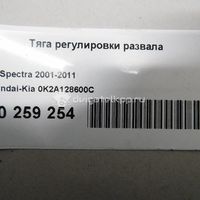 Тяга регулировки развала
Spectra 2001-2011
ndai-Kia 0K2A128600C
0 259 254